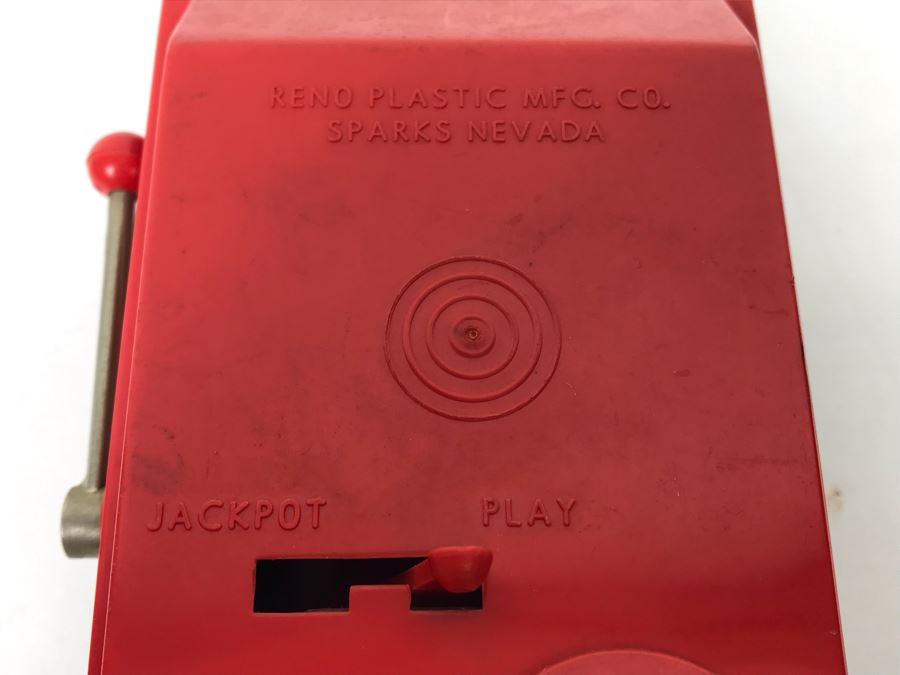 RENO PLASTIC MFG. CO.
SPARKS NEVADA
JACKPOT PLAY